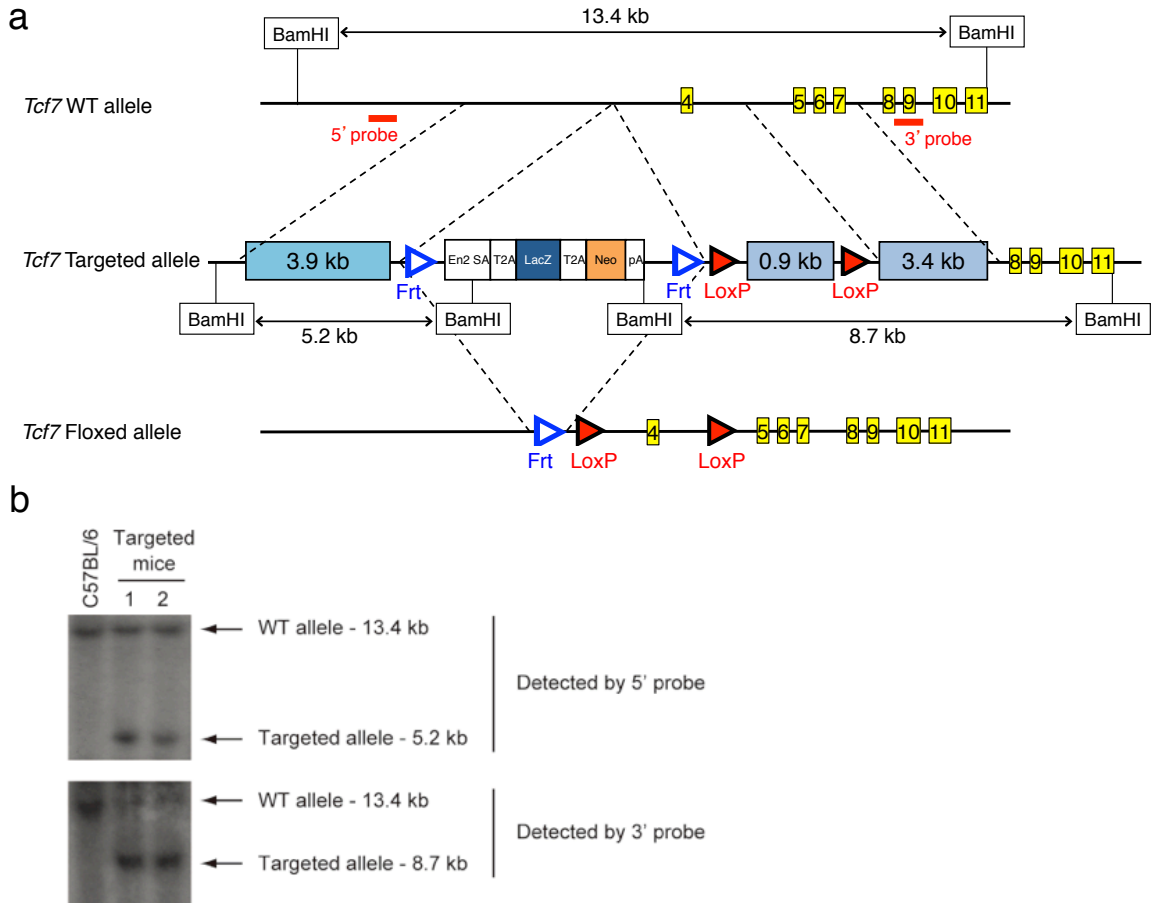 a
13.4 kb
BamHI BamHI
Tcf7 WT allele 4 5 6 7 8 9 10 11
5' probe 3' probe
Tcf7 Targeted allele 3.9 kb En2 SA T2A LacZ T2A Neo pA 0.9 kb 3.4 kb 8 9 10 11
Frt Frt LoxP LoxP
BamHI 5.2 kb BamHI BamHI 8.7 kb BamHI
Tcf7 Floxed allele 4 5 6 7 8 9 10 11
Frt LoxP LoxP
b
C57BL/6
Targeted
mice
1 2
WT allele - 13.4 kb
Detected by 5' probe
Targeted allele - 5.2 kb
WT allele - 13.4 kb
Detected by 3' probe
Targeted allele - 8.7 kb